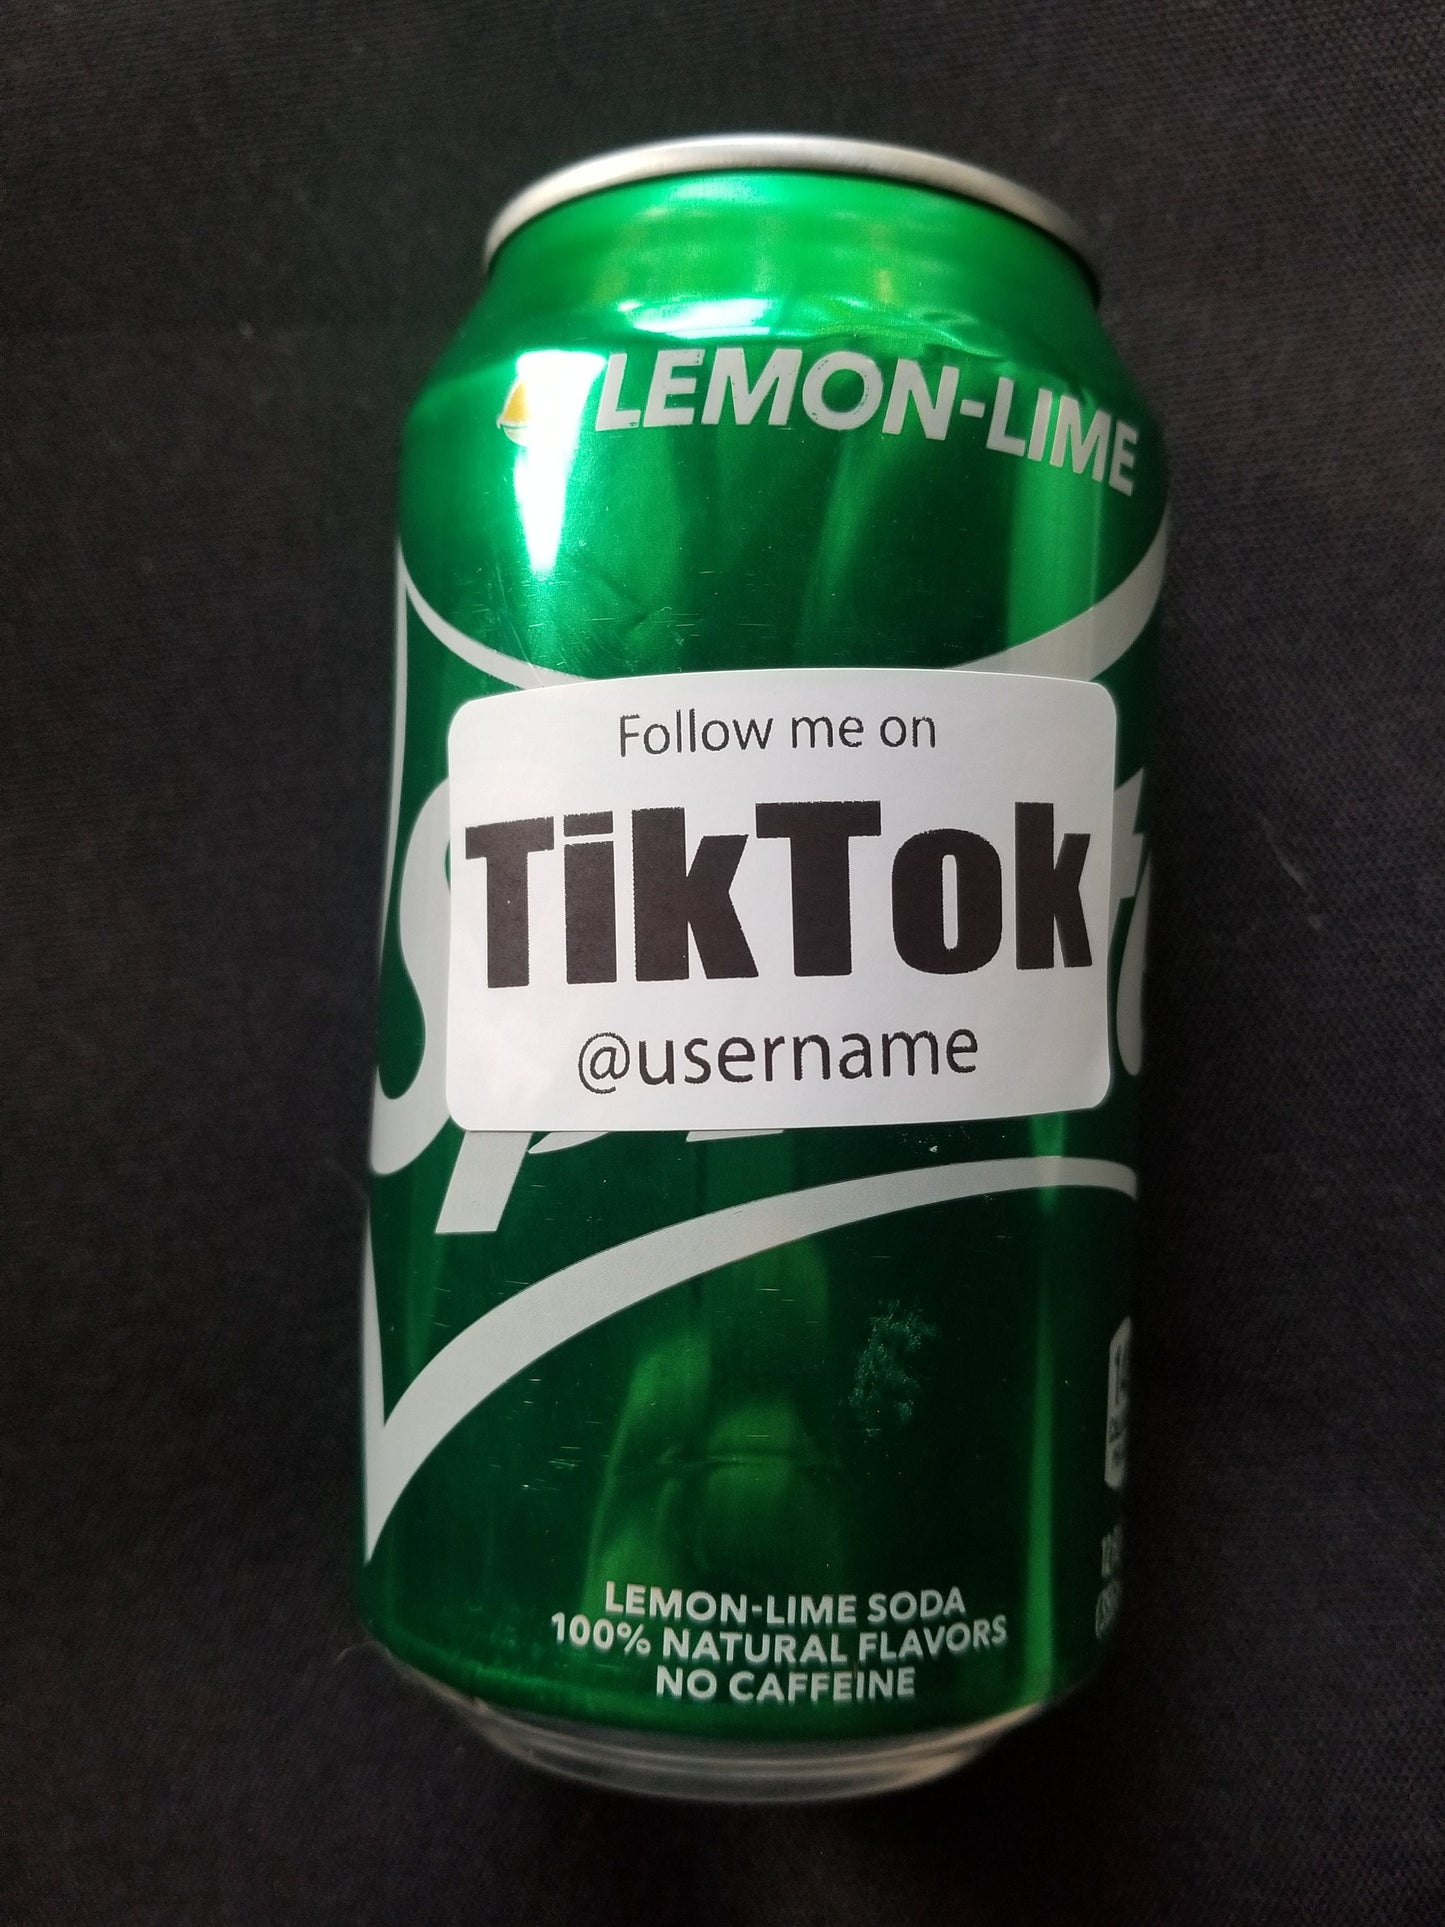 LEMON-LIME
Follow me on
TikTok
@username
LEMON-LIME SODA
100% NATURAL FLAVORS
NO CAFFEINE